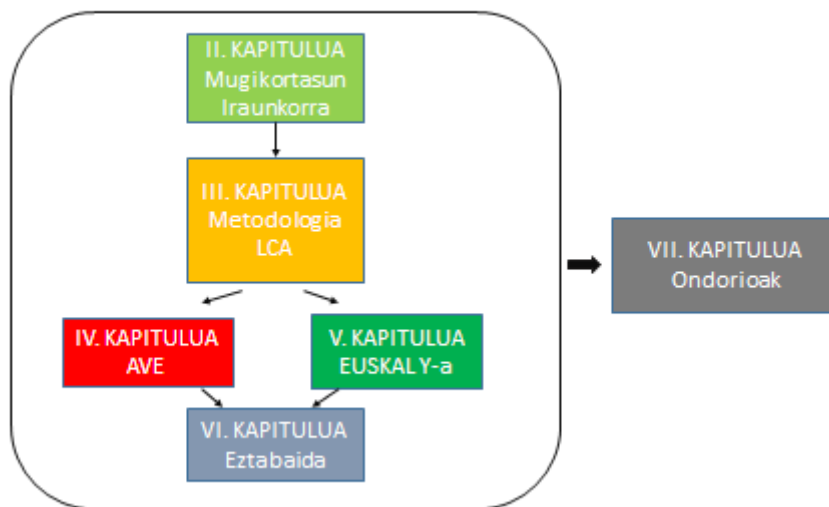 II. KAPITULUA
Mugikortasun
Iraunkorra
III. KAPITULUA
Metodologia
LCA
IV. KAPITULUA
AVE
V. KAPITULUA
EUSKAL Y-a
VI. KAPITULUA
Eztabaida
VII. KAPITULUA
Ondorioak